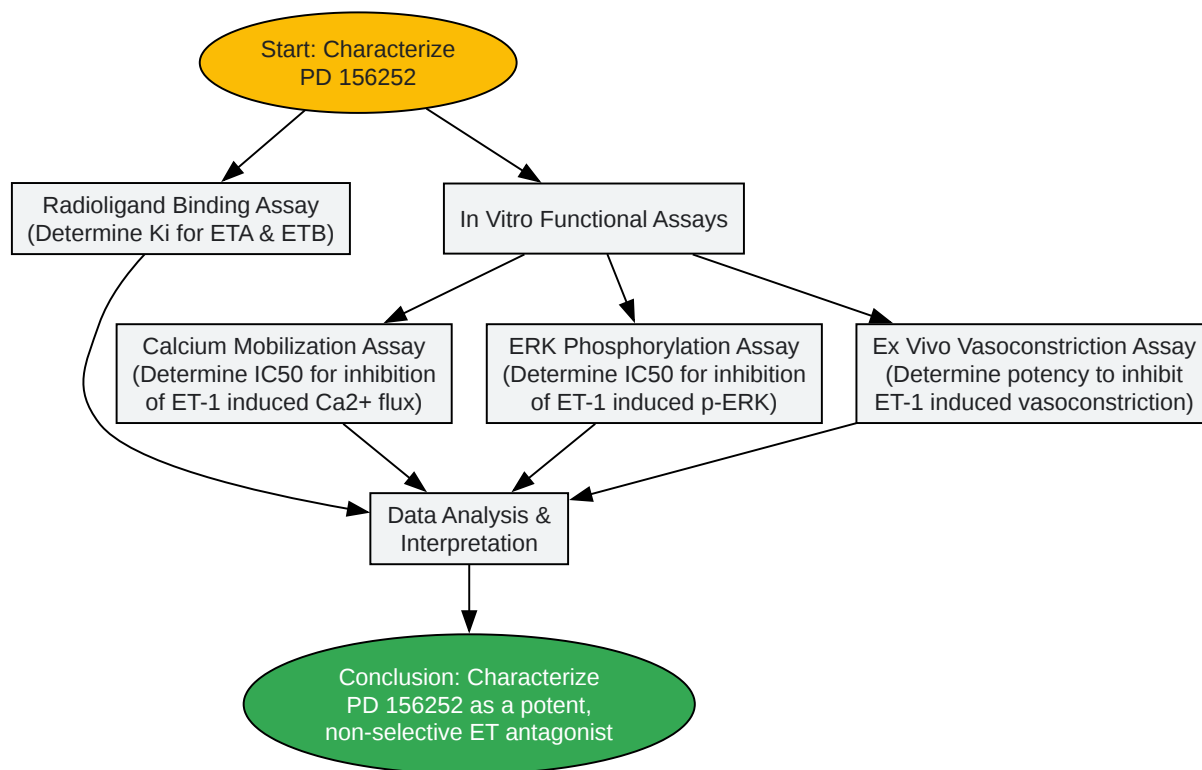 Start: Characterize
PD 156252
Radioligand Binding Assay
(Determine Ki for ETA & ETB)
In Vitro Functional Assays
Calcium Mobilization Assay
(Determine IC50 for inhibition
of ET-1 induced Ca2+ flux)
ERK Phosphorylation Assay
(Determine IC50 for inhibition
of ET-1 induced p-ERK)
Ex Vivo Vasoconstriction Assay
(Determine potency to inhibit
ET-1 induced vasoconstriction)
Data Analysis &
Interpretation
Conclusion: Characterize
PD 156252 as a potent,
non-selective ET antagonist